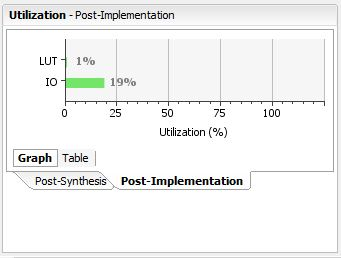 Utilization - Post-Implementation
LUT 1%
IO 19%
0 25 50 75 100
Utilization (%)
Graph Table
Post-Synthesis Post-Implementation